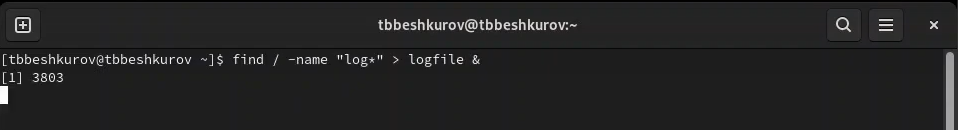 tbbeshkurov@tbbeshkurov:~
[tbbeshkurov@tbbeshkurov ~]$ find / -name "log*" > logfile &
[1] 3803